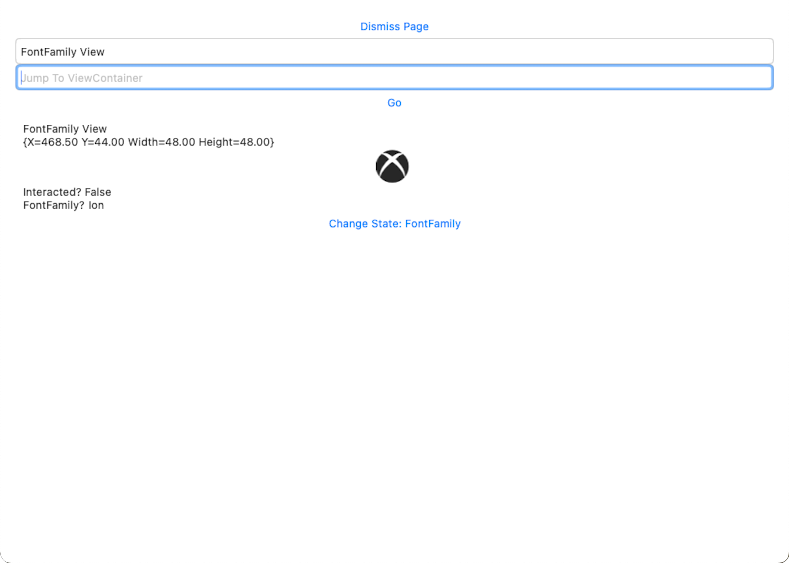 Dismiss Page
FontFamily View
Jump To ViewContainer
Go
FontFamily View
{X=468.50 Y=44.00 Width=48.00 Height=48.00}
Interacted? False
FontFamily? Ion
Change State: FontFamily